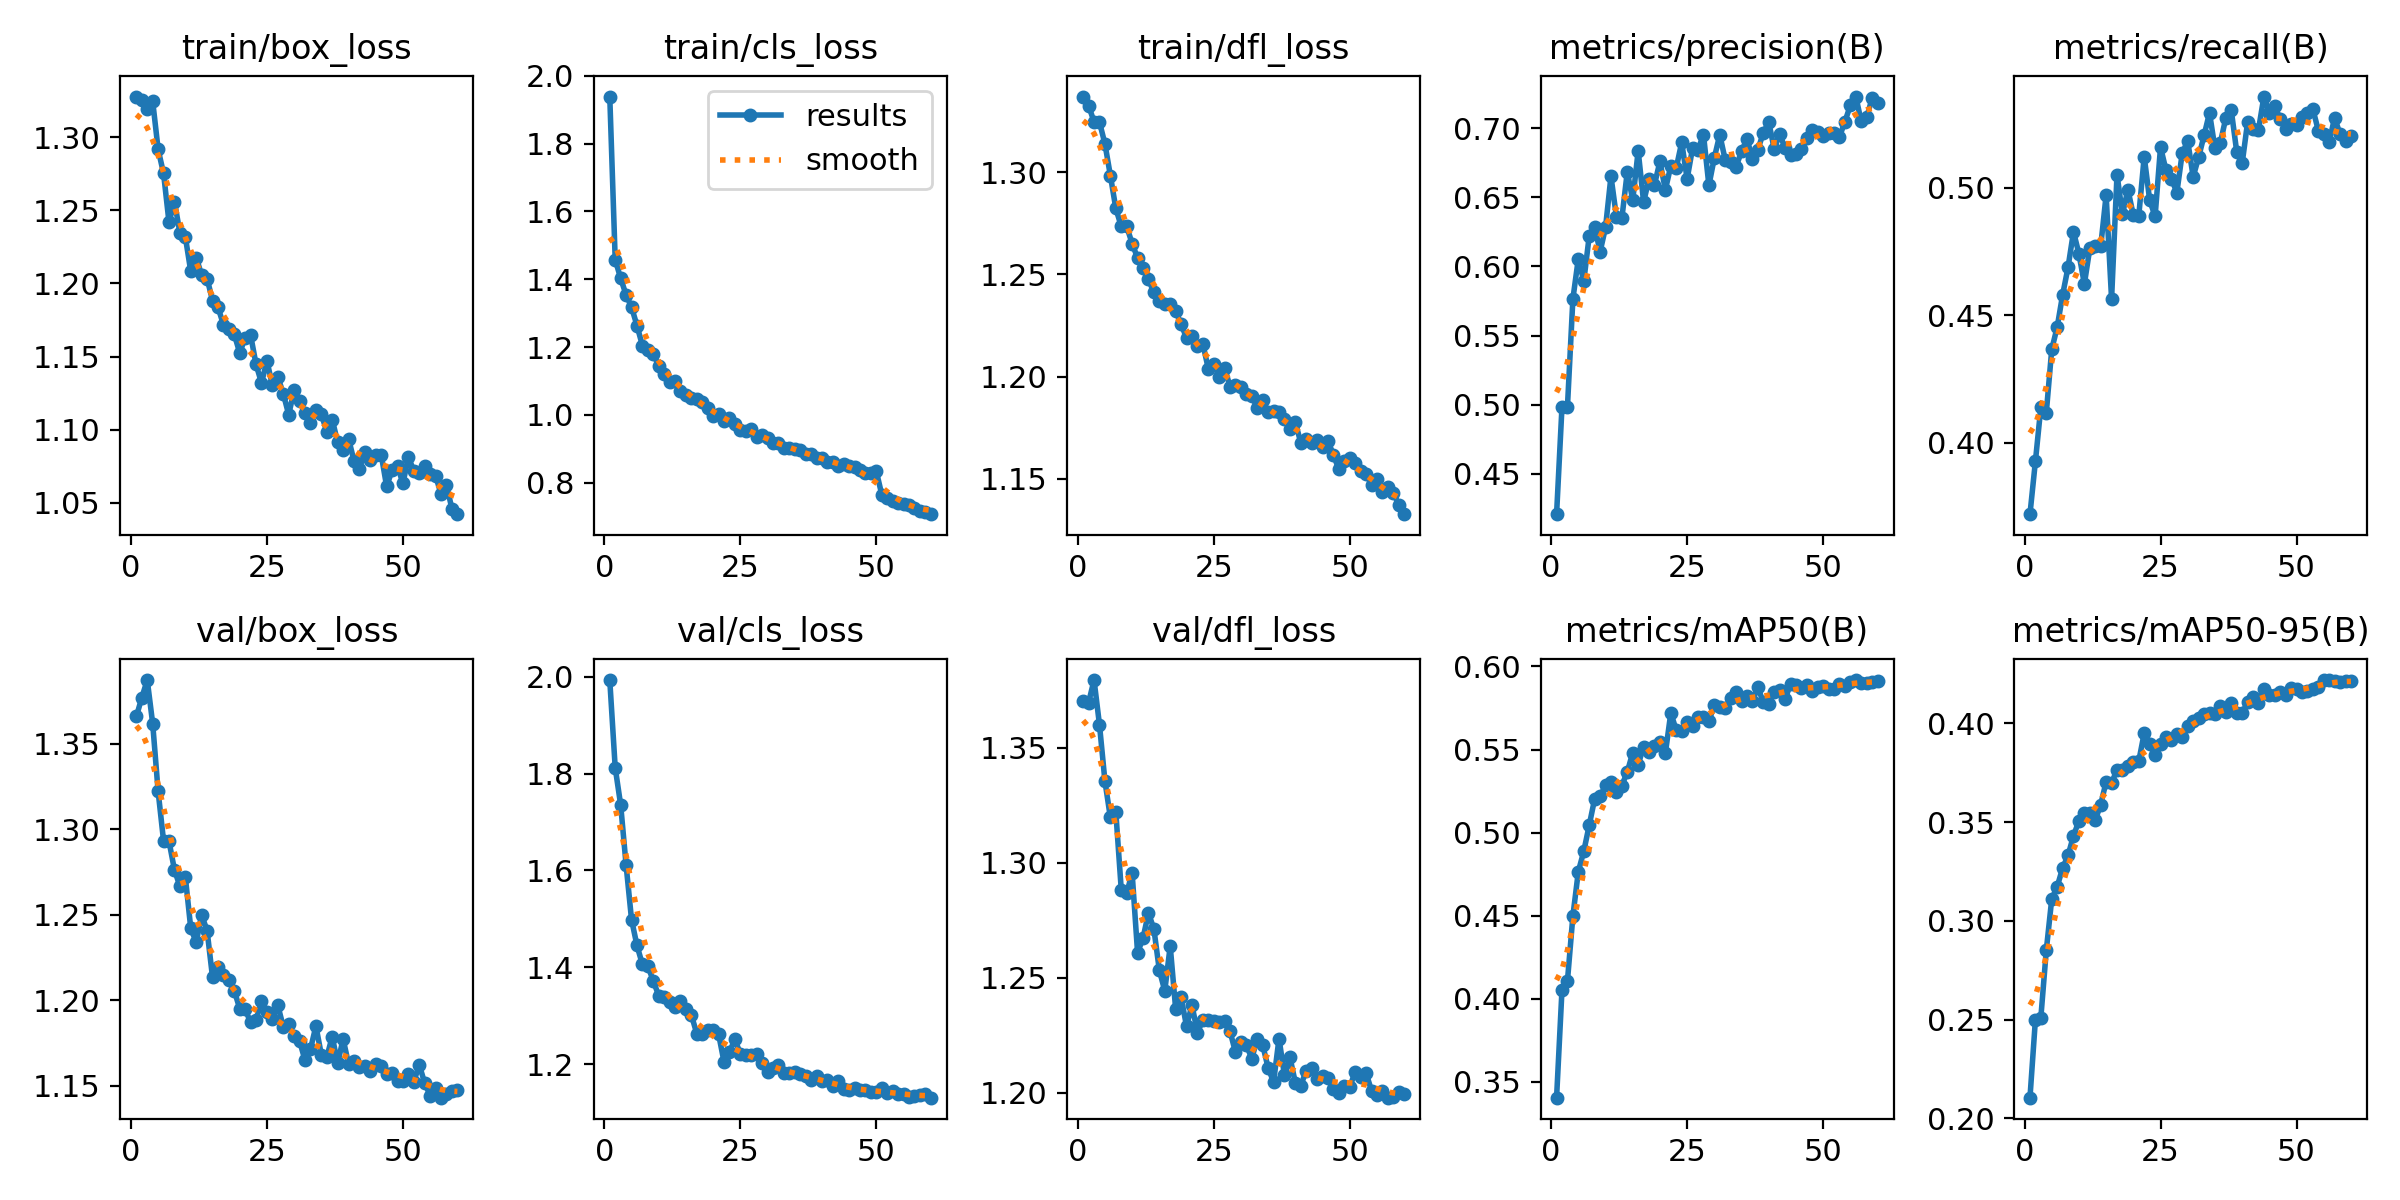 train/box_loss
1.30
1.25
1.20
1.15
1.10
1.05
0 25 50
train/cls_loss
results
smooth
2.0
1.8
1.6
1.4
1.2
1.0
0.8
0 25 50
train/dfl_loss
1.30
1.25
1.20
1.15
0 25 50
metrics/precision(B)
0.70
0.65
0.60
0.55
0.50
0.45
0 25 50
metrics/recall(B)
0.50
0.45
0.40
0 25 50
val/box_loss
1.35
1.30
1.25
1.20
1.15
0 25 50
val/cls_loss
2.0
1.8
1.6
1.4
1.2
0 25 50
val/dfl_loss
1.35
1.30
1.25
1.20
0 25 50
metrics/mAP50(B)
0.60
0.55
0.50
0.45
0.40
0.35
0 25 50
metrics/mAP50-95(B)
0.40
0.35
0.30
0.25
0.20
0 25 50